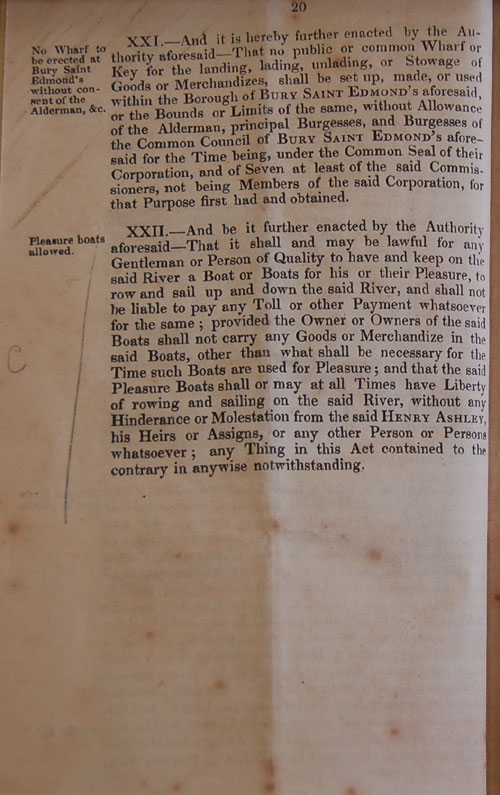 20
No Wharf to
be erected at
Bury Saint
Edmond's
without con-
sent of the
Alderman, &c.
XXI.—And it is hereby further enacted by the Au-
thority aforesaid—That no public or common Wharf or
Key for the landing, lading, unlading, or Stowage of
Goods or Merchandizes, shall be set up, made, or used
within the Borough of BURY SAINT EDMOND's aforesaid,
or the Bounds or Limits of the same, without Allowance
of the Alderman, principal Burgesses, and Burgesses of
the Common Council of BURY SAINT EDMOND's afore-
said for the Time being, under the Common Seal of their
Corporation, and of Seven at least of the said Commis-
sioners, not being Members of the said Corporation, for
that Purpose first had and obtained.
Pleasure boats
allowed.
XXII.—And be it further enacted by the Authority
aforesaid—That it shall and may be lawful for any
Gentleman or Person of Quality to have and keep on the
said River a Boat or Boats for his or their Pleasure, to
row and sail up and down the said River, and shall not
be liable to pay any Toll or other Payment whatsoever
for the same; provided the Owner or Owners of the said
Boats shall not carry any Goods or Merchandize in the
said Boats, other than what shall be necessary for the
Time such Boats are used for Pleasure; and that the said
Pleasure Boats shall or may at all Times have Liberty
of rowing and sailing on the said River, without any
Hinderance or Molestation from the said HENRY ASHLEY,
his Heirs or Assigns, or any other Person or Persons
whatsoever; any Thing in this Act contained to the
contrary in anywise notwithstanding.
C